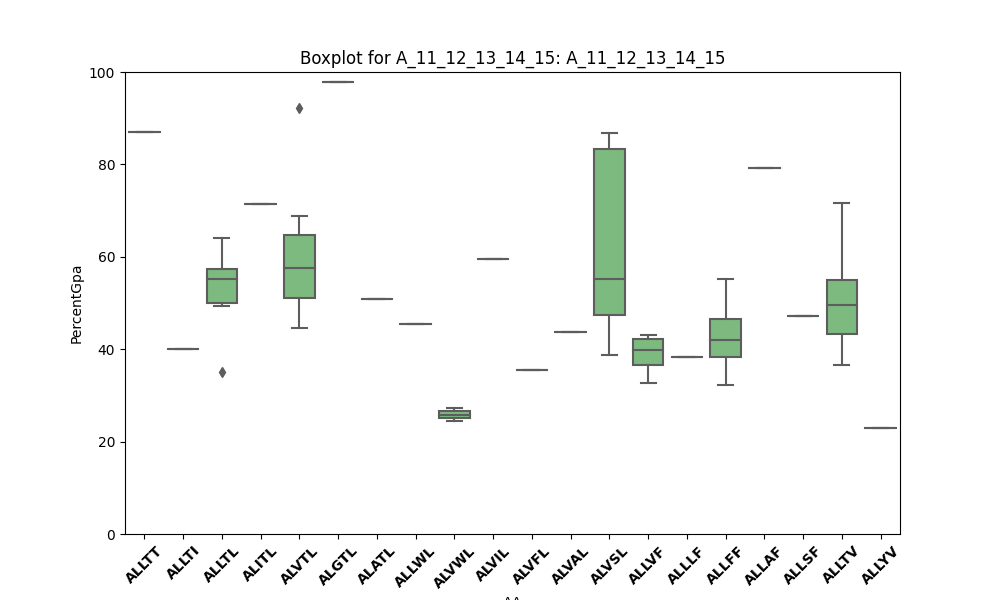 Boxplot for A_11_12_13_14_15: A_11_12_13_14_15
PercentGpa
100
80
60
40
20
0
ALLTT
ALLTI
ALLTL
ALITL
ALVTL
ALGTL
ALATL
ALLWL
ALVWL
ALVIL
ALVFL
ALVAL
ALVSL
ALLVF
ALLLF
ALLFF
ALLAF
ALLSF
ALLTV
ALLYV